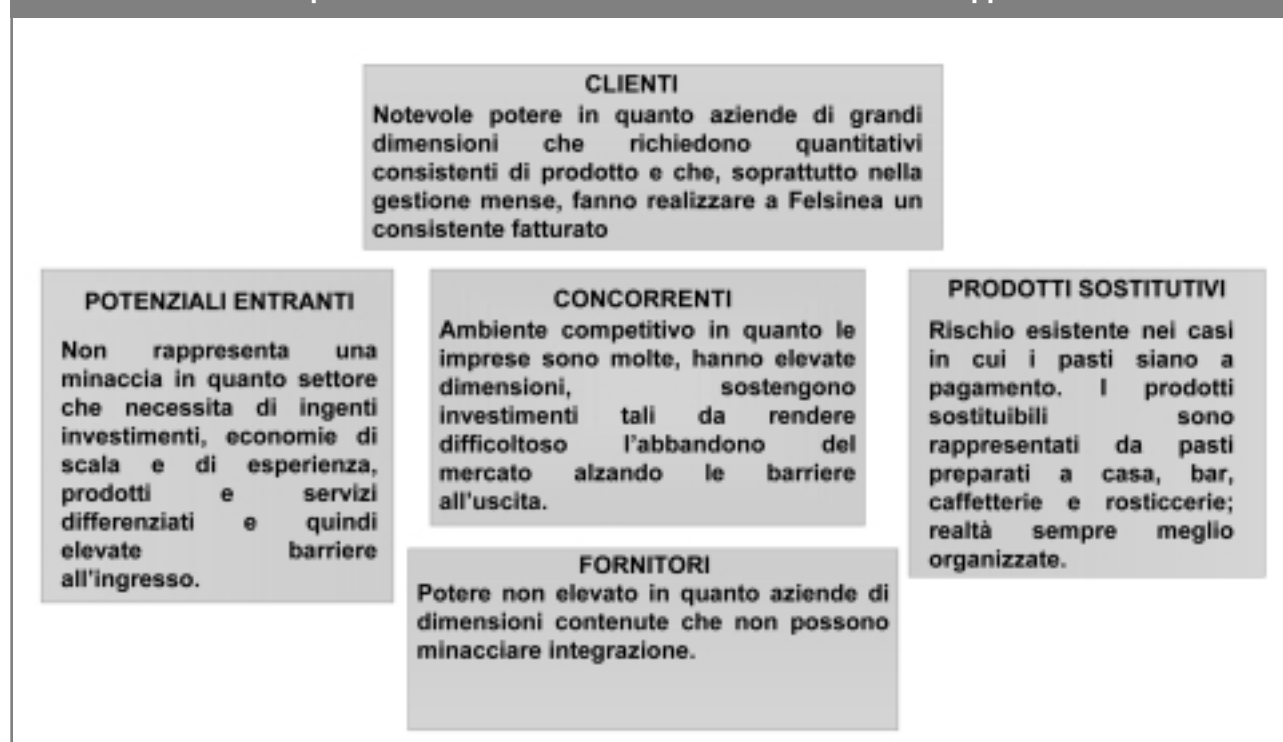 CLIENTI
Notevole potere in quanto aziende di grandi
dimensioni che richiedono quantitativi
consistenti di prodotto e che, soprattutto nella
gestione mense, fanno realizzare a Felsinea un
consistente fatturato
POTENZIALI ENTRANTI
Non rappresenta una
minaccia in quanto settore
che necessita di ingenti
investimenti, economie di
scala e di esperienza,
prodotti e servizi
differenziati e quindi
elevate barriere
all'ingresso.
CONCORRENTI
Ambiente competitivo in quanto le
imprese sono molte, hanno elevate
dimensioni, sostengono
investimenti tali da rendere
difficoltoso l'abbandono del
mercato alzando le barriere
all'uscita.
PRODOTTI SOSTITUTIVI
Rischio esistente nei casi
in cui i pasti siano a
pagamento. I prodotti
sostituibili sono
rappresentati da pasti
preparati a casa, bar,
caffetterie e rosticcerie;
realtà sempre meglio
organizzate.
FORNITORI
Potere non elevato in quanto aziende di
dimensioni contenute che non possono
minacciare integrazione.